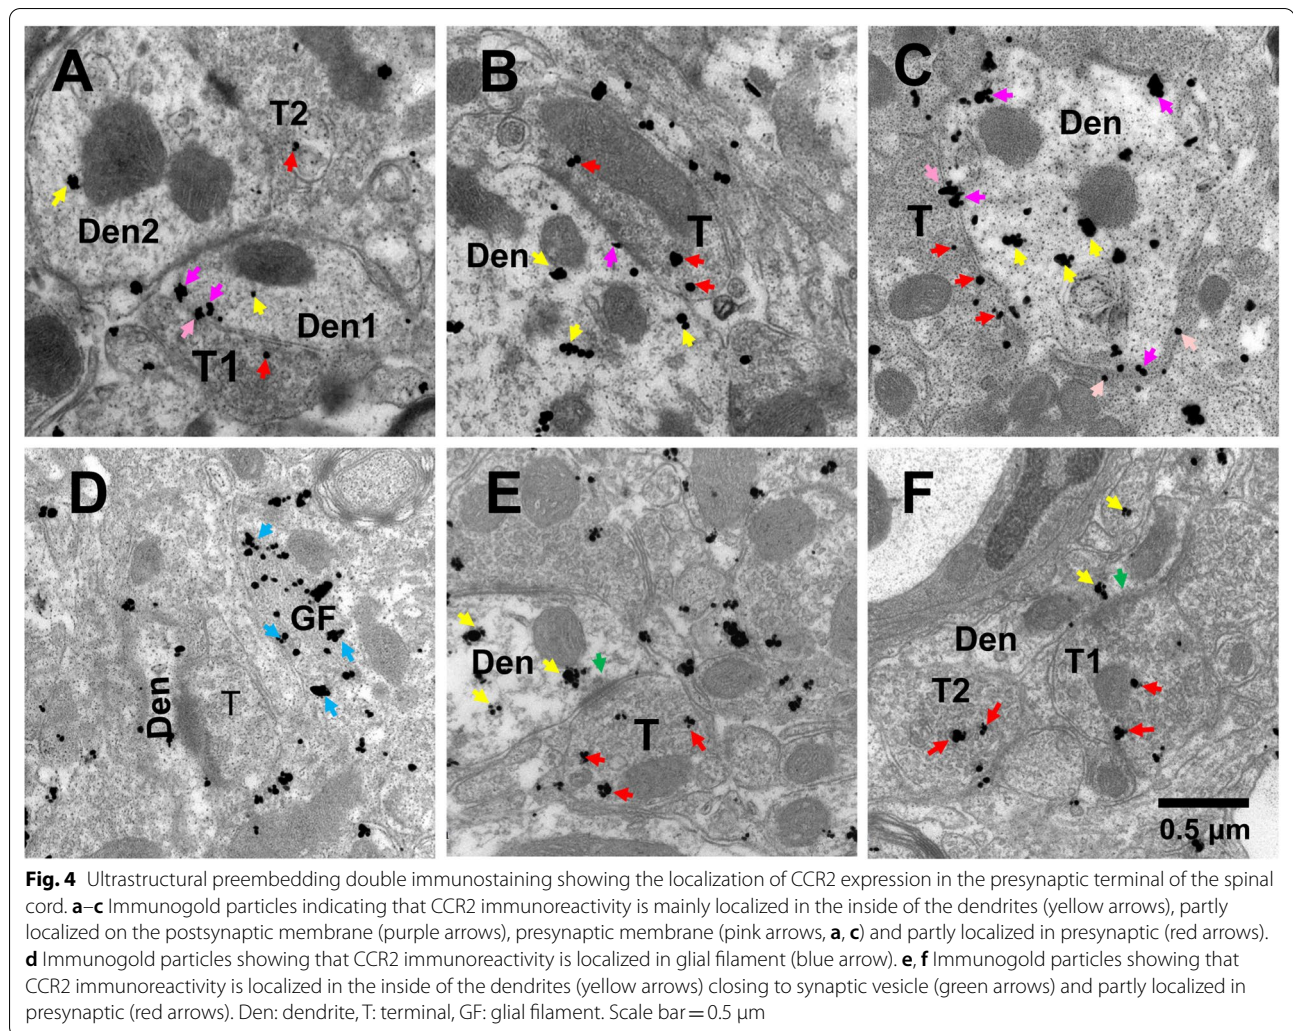 A
T2
Den2
Den1
T1
B
Den
T
C
Den
T
D
GF
Den
T
E
Den
T
F
Den
T1
T2
0.5 µm
Fig. 4 Ultrastructural preembedding double immunostaining showing the localization of CCR2 expression in the presynaptic terminal of the spinal
cord. a–c Immunogold particles indicating that CCR2 immunoreactivity is mainly localized in the inside of the dendrites (yellow arrows), partly
localized on the postsynaptic membrane (purple arrows), presynaptic membrane (pink arrows, a, c) and partly localized in presynaptic (red arrows).
d Immunogold particles showing that CCR2 immunoreactivity is localized in glial filament (blue arrow). e, f Immunogold particles showing that
CCR2 immunoreactivity is localized in the inside of the dendrites (yellow arrows) closing to synaptic vesicle (green arrows) and partly localized in
presynaptic (red arrows). Den: dendrite, T: terminal, GF: glial filament. Scale bar = 0.5 µm